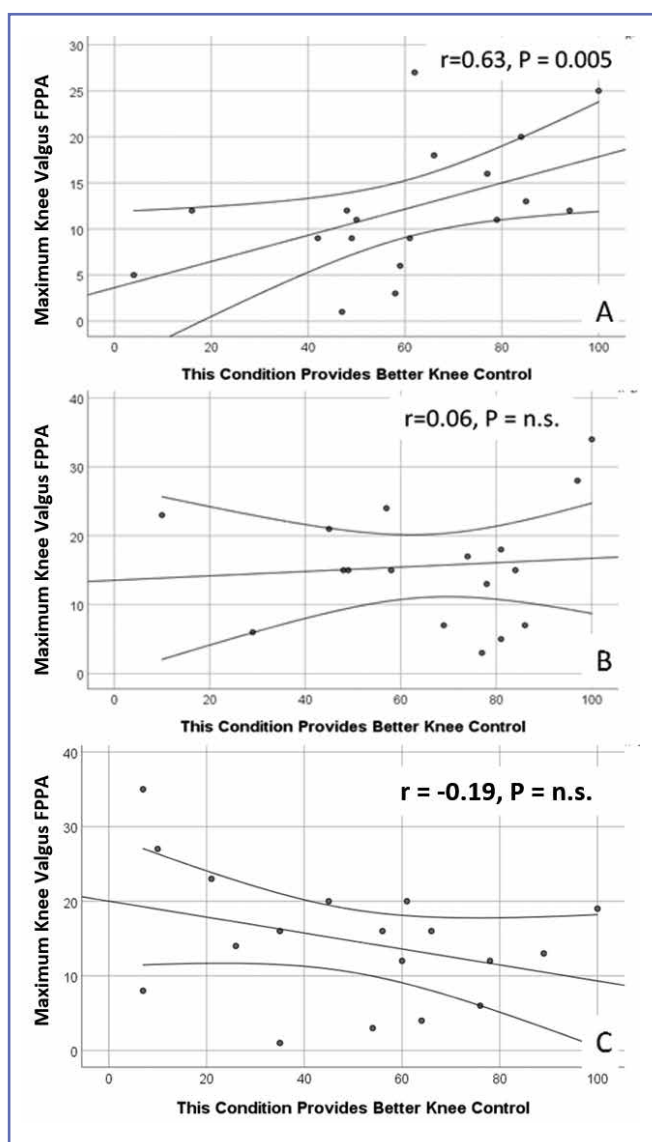 30
r=0.63, P = 0.005
25
20
15
10
5
0
Maximum Knee Valgus FPPA
A
0 20 40 60 80 100
This Condition Provides Better Knee Control
40
r=0.06, P = n.s.
30
20
10
0
Maximum Knee Valgus FPPA
B
0 20 40 60 80 100
This Condition Provides Better Knee Control
40
r = -0.19, P = n.s.
30
20
10
0
Maximum Knee Valgus FPPA
C
0 20 40 60 80 100
This Condition Provides Better Knee Control